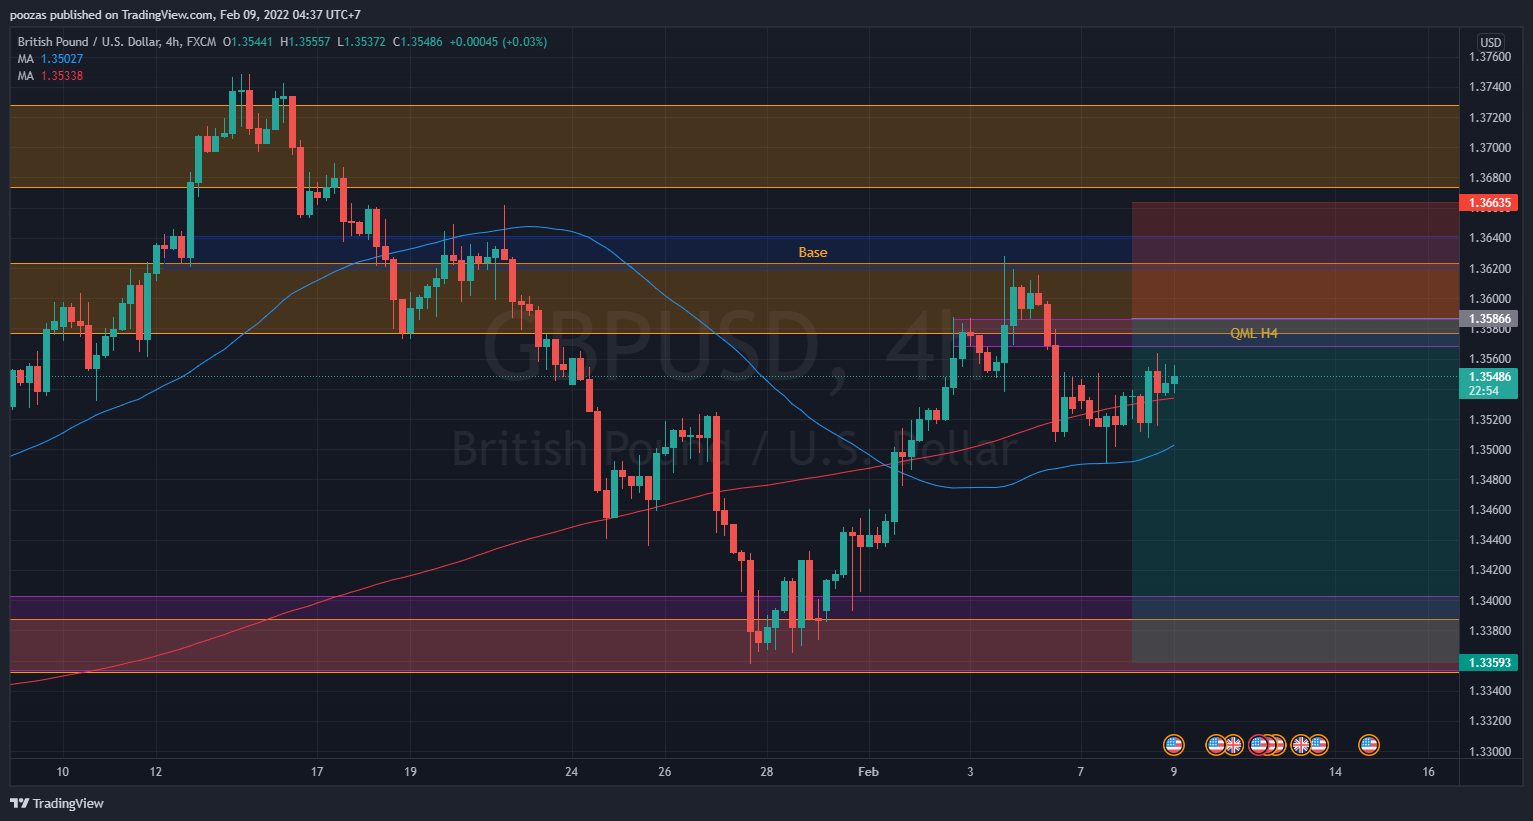 poozas published on TradingView.com, Feb 09, 2022 04:37 UTC+7
British Pound / U.S. Dollar, 4h, FXCM O1.35441 H1.35557 L1.35372 C1.35486 +0.00045 (+0.03%)
MA 1.35027
MA 1.35338
USD
1.37600
1.37400
1.37200
1.37000
1.36800
1.36635
1.36400
Base
1.36200
1.36000
1.35866
1.35800
QML H4
GBPUSD, 4h
1.35600
1.35486
22:54
1.35200
British Pound / U.S. Dollar
1.35000
1.34800
1.34600
1.34400
1.34200
1.34000
1.33800
1.33593
1.33400
1.33200
1.33000
10 12 17 19 24 26 28 Feb 3 7 9 14 16
TradingView